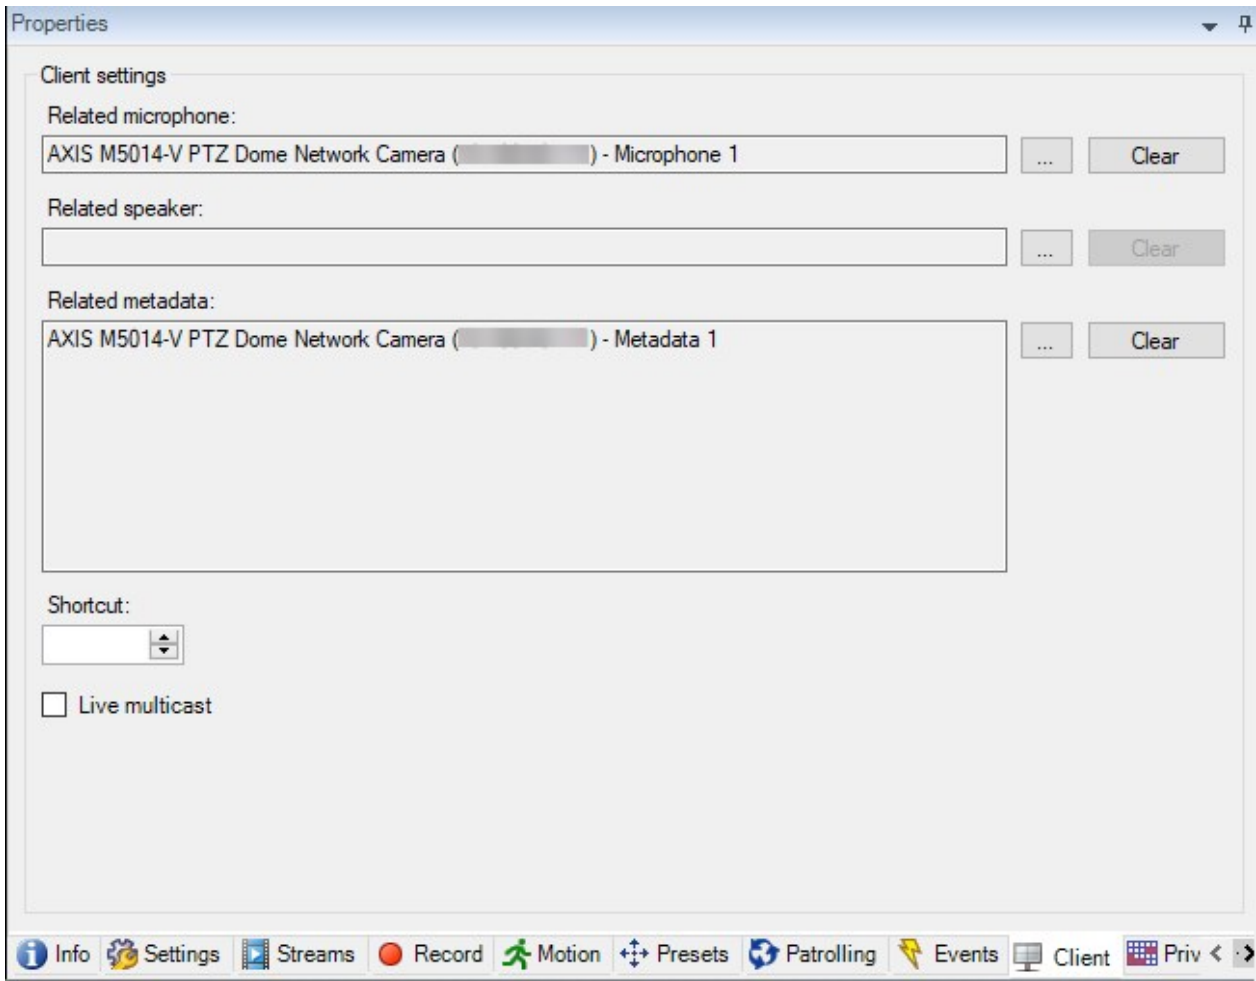 Properties
Client settings
Related microphone:
AXIS M5014-V PTZ Dome Network Camera ( ) - Microphone 1
...
Clear
Related speaker:
...
Clear
Related metadata:
AXIS M5014-V PTZ Dome Network Camera ( ) - Metadata 1
...
Clear
Shortcut:
Live multicast
Info Settings Streams Record Motion Presets Patrolling Events Client Priv